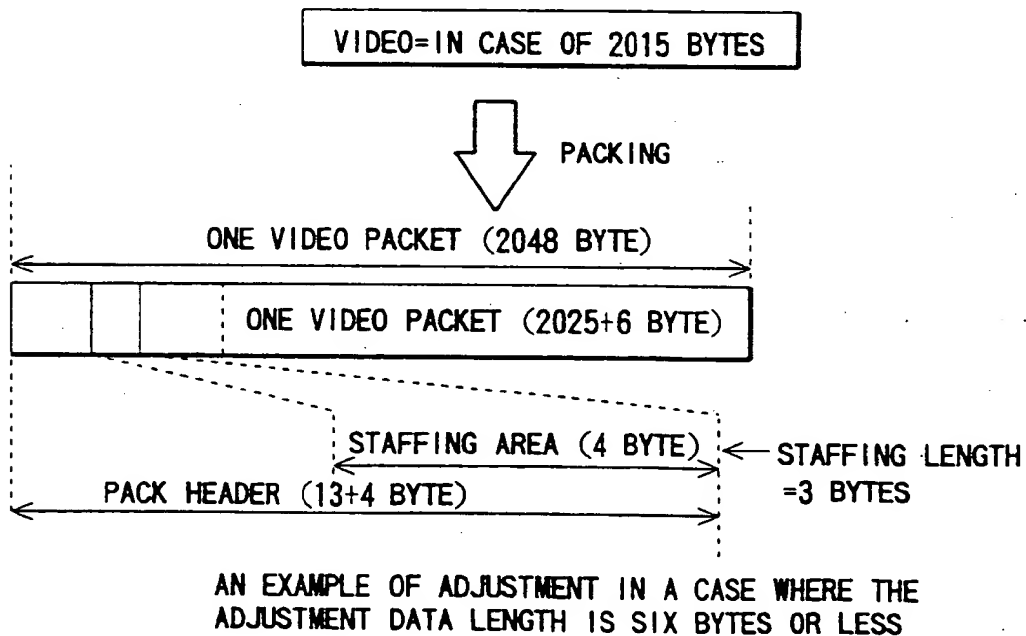 VIDEO=IN CASE OF 2015 BYTES
PACKING
ONE VIDEO PACKET (2048 BYTE)
ONE VIDEO PACKET (2025+6 BYTE)
STAFFING AREA (4 BYTE)
STAFFING LENGTH
=3 BYTES
PACK HEADER (13+4 BYTE)
AN EXAMPLE OF ADJUSTMENT IN A CASE WHERE THE
ADJUSTMENT DATA LENGTH IS SIX BYTES OR LESS